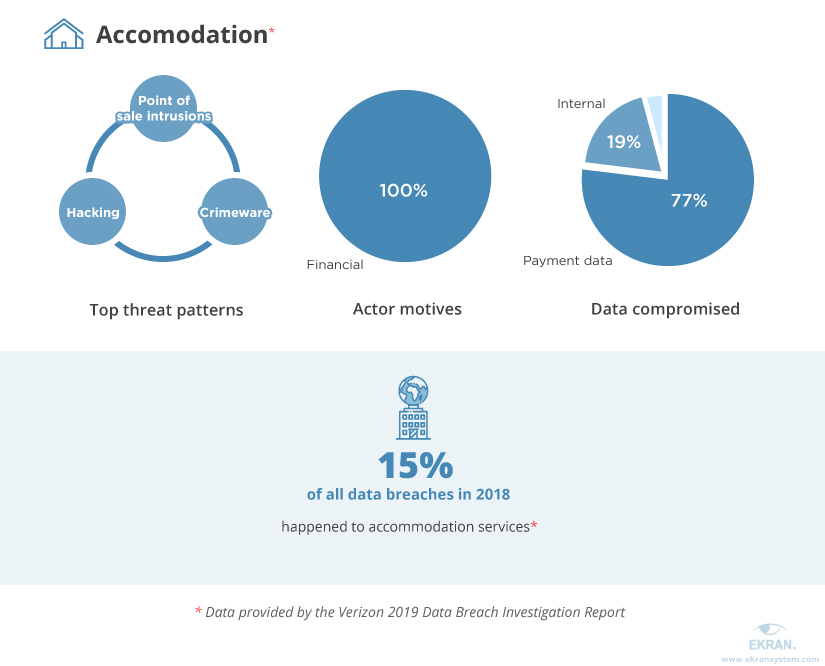 Accomodation*
Point of
sale intrusions
Hacking
Crimeware
Top threat patterns
100%
Financial
Actor motives
Internal
19%
77%
Payment data
Data compromised
15%
of all data breaches in 2018
happened to accommodation services*
* Data provided by the Verizon 2019 Data Breach Investigation Report
EKRAN.
www.ekransystem.com